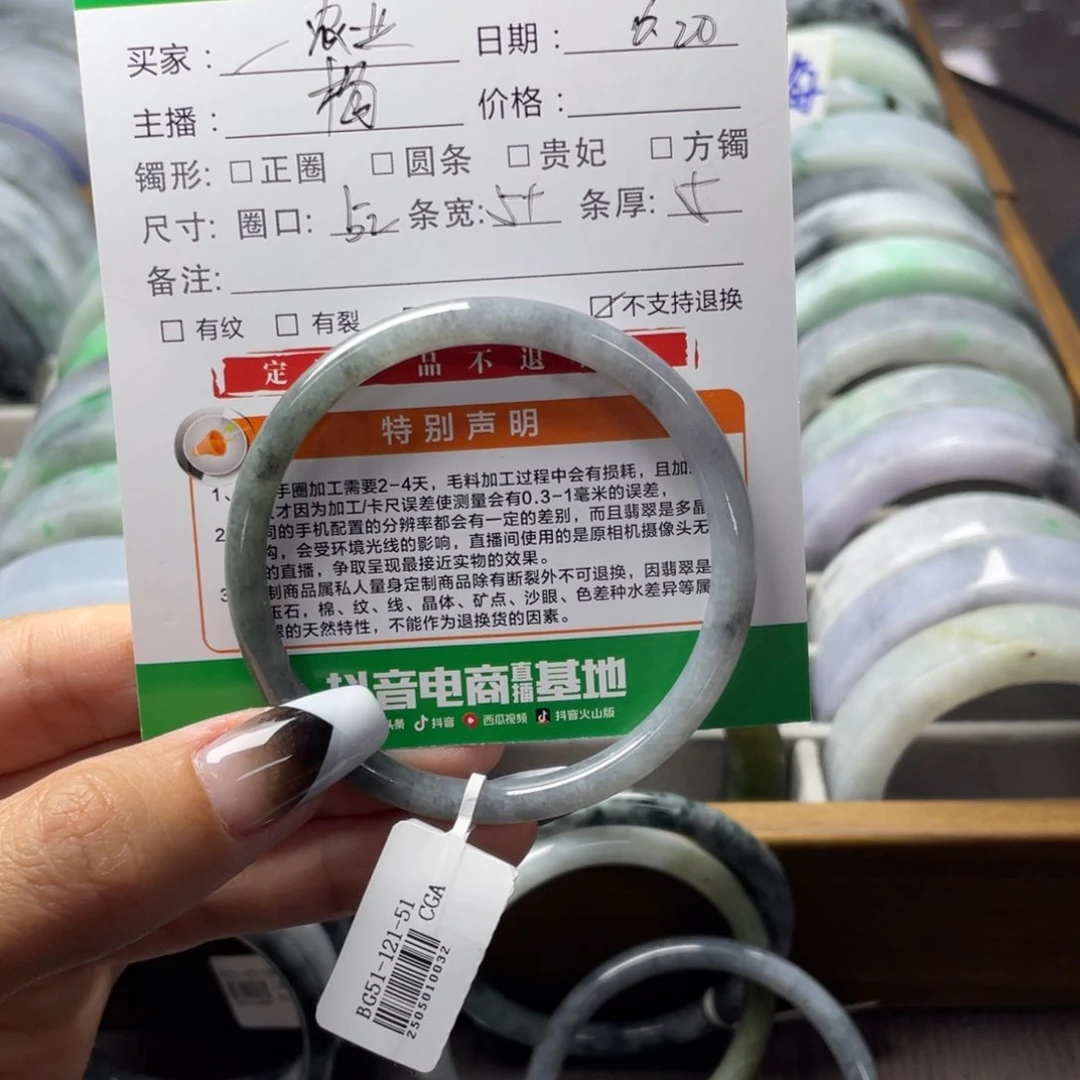 买家： 农业 日期： 6.20
主播： 橘 价格：
镯形: □正圈 □圆条 □贵妃 □方镯
尺寸: 圈口: 52 条宽: 条厚:
备注:
□ 有纹 □ 有裂 ☑不支持退换
定 品 不 退
特别声明
1、 手圈加工需要2-4天，毛料加工过程中会有损耗，且加
才因为加工/卡尺误差使测量会有0.3-1毫米的误差，
2 间的手机配置的分辨率都会有一定的差别，而且翡翠是多晶
，会受环境光线的影响，直播间使用的是原相机摄像头无
的直播，争取呈现最接近实物的效果。
3 制商品属私人量身定制商品除有断裂外不可退换，因翡翠是
玉石，棉、纹、线、晶体、矿点、沙眼、色差种水差异等属
的天然特性，不能作为退换货的因素。
抖音电商直播基地
头条 抖音 西瓜视频 抖音火山版
BG51-121-51
CGA
2505010032